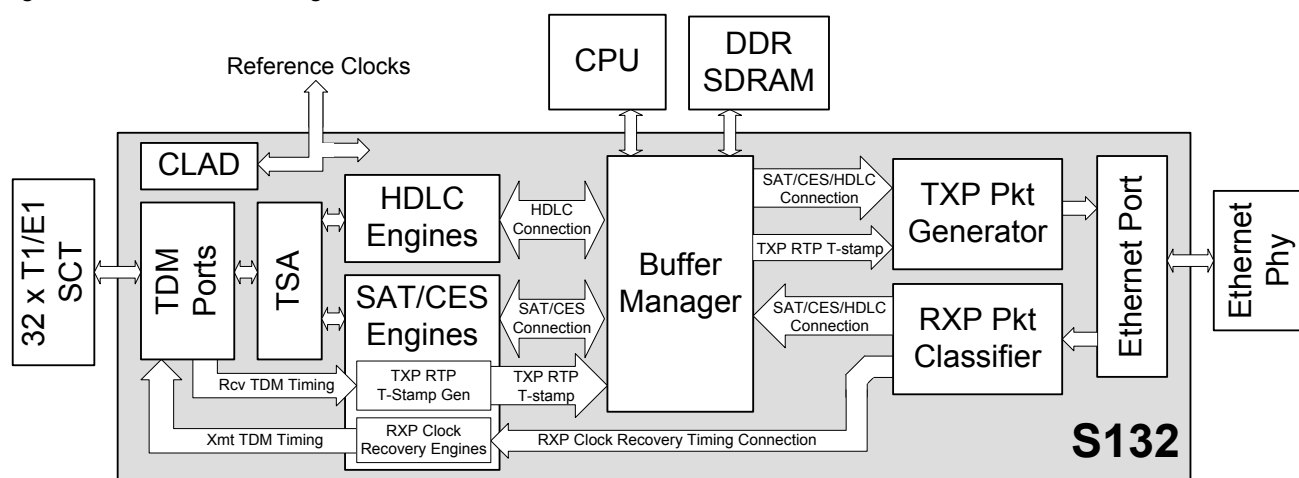 Reference Clocks
CPU
DDR
SDRAM
32 x T1/E1
SCT
CLAD
TDM
Ports
TSA
HDLC
Engines
HDLC
Connection
SAT/CES
Engines
SAT/CES
Connection
Rcv TDM Timing
TXP RTP
T-Stamp Gen
TXP RTP
T-stamp
Xmt TDM Timing
RXP Clock
Recovery Engines
RXP Clock Recovery Timing Connection
Buffer
Manager
SAT/CES/HDLC
Connection
TXP RTP T-stamp
SAT/CES/HDLC
Connection
TXP Pkt
Generator
RXP Pkt
Classifier
Ethernet Port
Ethernet
Phy
S132